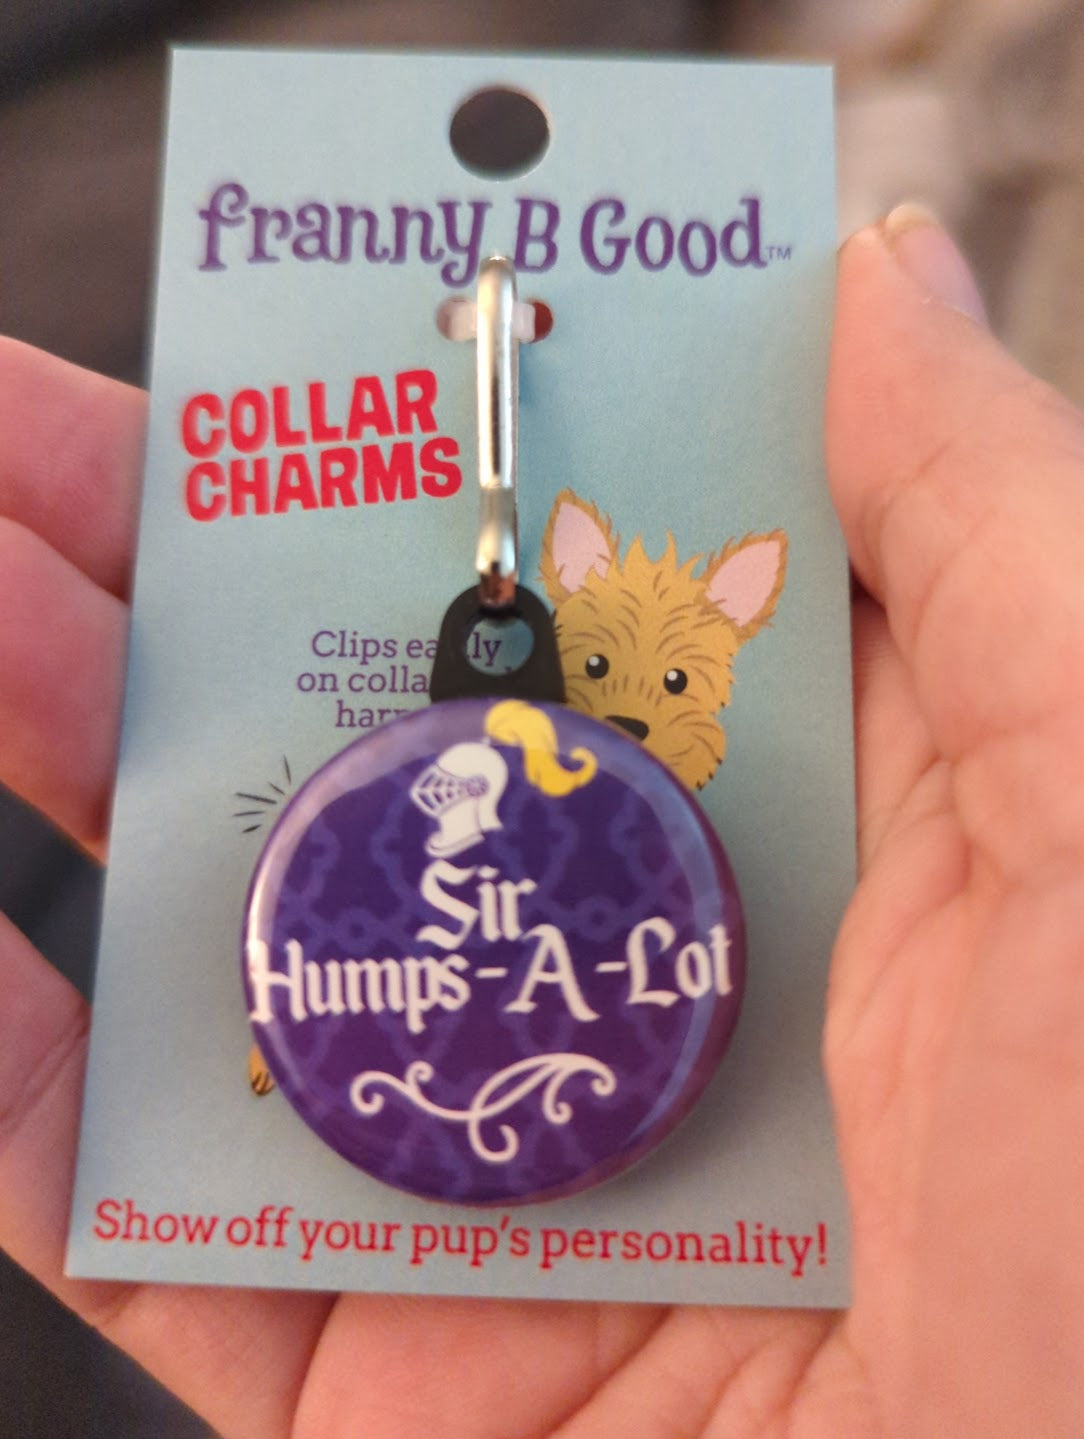 franny B Good™
COLLAR
CHARMS
Clips
on
Sir
Humps-A-Lot
Show off your pup's personality!